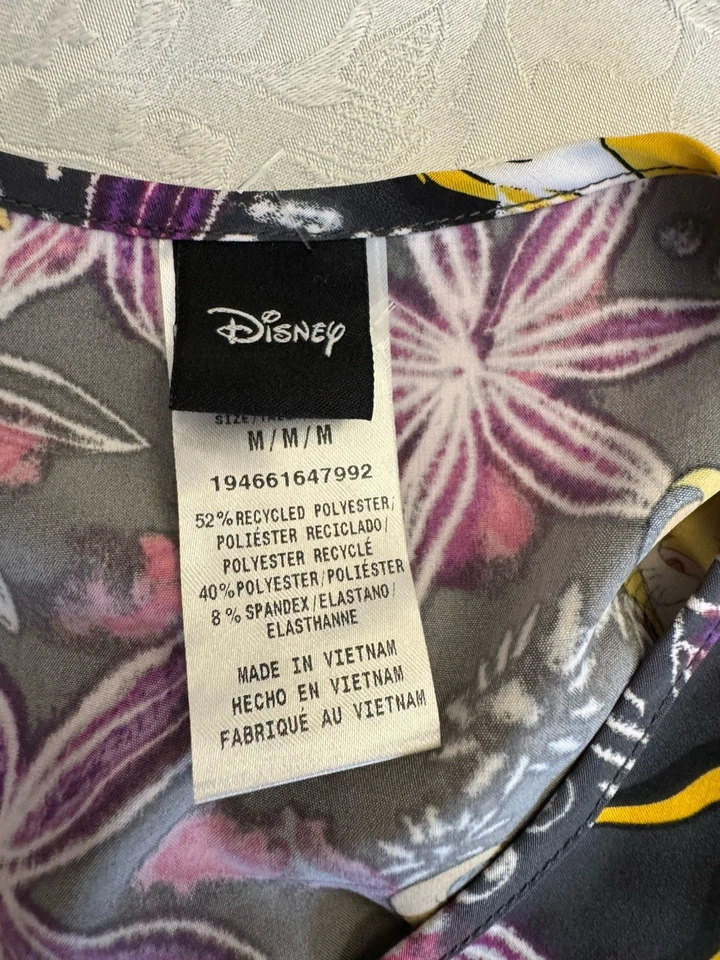 Disney
SIZE/
M/M/M
194661647992
52% RECYCLED POLYESTER/
POLIÉSTER RECICLADO/
POLYESTER RECYCLÉ
40% POLYESTER/POLIÉSTER
8% SPANDEX/ELASTANO/
ELASTHANNE
MADE IN VIETNAM
HECHO EN VIETNAM
FABRIQUÉ AU VIETNAM